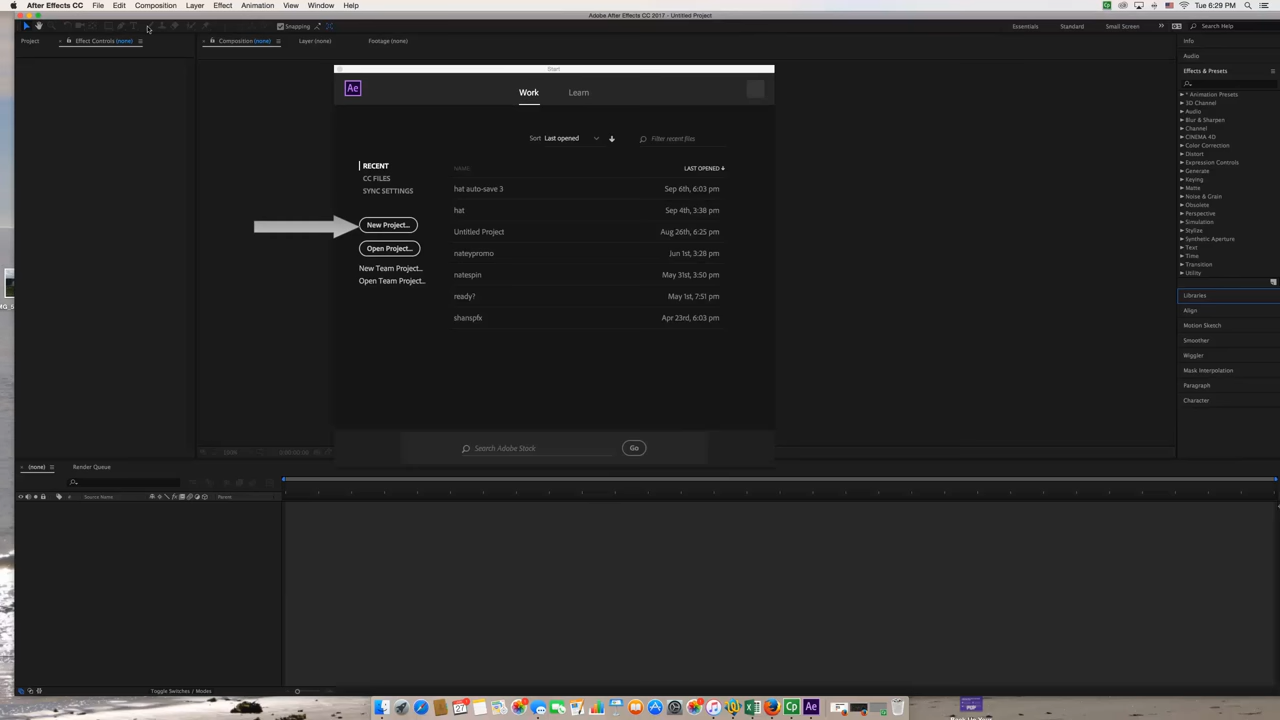 After Effects CC File Edit Composition Layer Effect Animation View Window Help Tue 6:29 PM
Adobe After Effects CC 2017 - Untitled Project
Snapping Essentials Standard Small Screen Search Help
Project Effect Controls (none) Composition (none) Layer (none) Footage (none) Info
Audio
Effects & Presets
* Animation Presets
3D Channel
Audio
Blur & Sharpen
Channel
CINEMA 4D
Color Correction
Distort
Expression Controls
Generate
Keying
Matte
Noise & Grain
Obsolete
Perspective
Simulation
Stylize
Synthetic Aperture
Text
Time
Transition
Utility
Libraries
Align
Motion Sketch
Smoother
Wiggler
Mask Interpolation
Paragraph
Character
Start
Ae Work Learn
Sort Last opened Filter recent files
RECENT
CC FILES
SYNC SETTINGS
New Project...
Open Project...
New Team Project...
Open Team Project...
NAME LAST OPENED
hat auto-save 3 Sep 6th, 6:03 pm
hat Sep 4th, 3:38 pm
Untitled Project Aug 26th, 6:25 pm
nateypromo Jun 1st, 3:28 pm
natespin May 31st, 3:50 pm
ready? May 1st, 7:51 pm
shanspfx Apr 23rd, 6:03 pm
Search Adobe Stock Go
(none) Render Queue
# Source Name Parent
Toggle Switches / Modes
Cp Ae